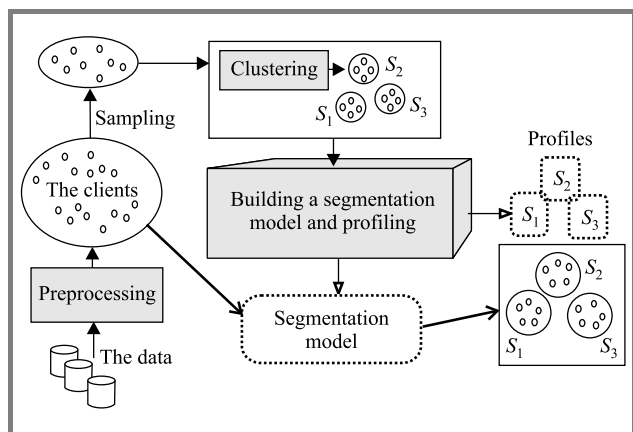 Clustering
S2
S1
S3
Sampling
Profiles
The clients
Building a segmentation
model and profiling
S2
S1
S3
Preprocessing
Segmentation
model
S2
S1
S3
The data